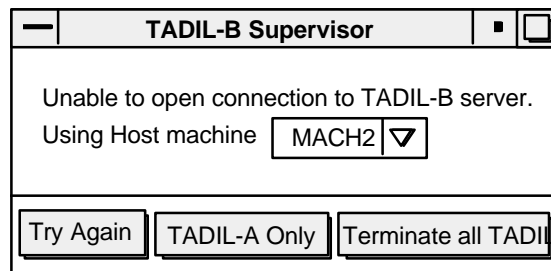 TADIL-B Supervisor
Unable to open connection to TADIL-B server.
Using Host machine MACH2
Try Again TADIL-A Only Terminate all